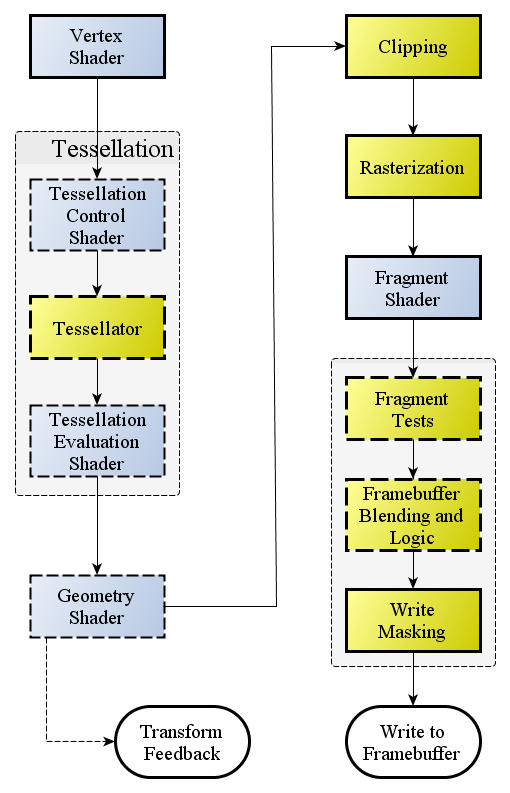 Vertex
Shader
Tessellation
Tessellation
Control
Shader
Tessellator
Tessellation
Evaluation
Shader
Geometry
Shader
Transform
Feedback
Clipping
Rasterization
Fragment
Shader
Fragment
Tests
Framebuffer
Blending and
Logic
Write
Masking
Write to
Framebuffer